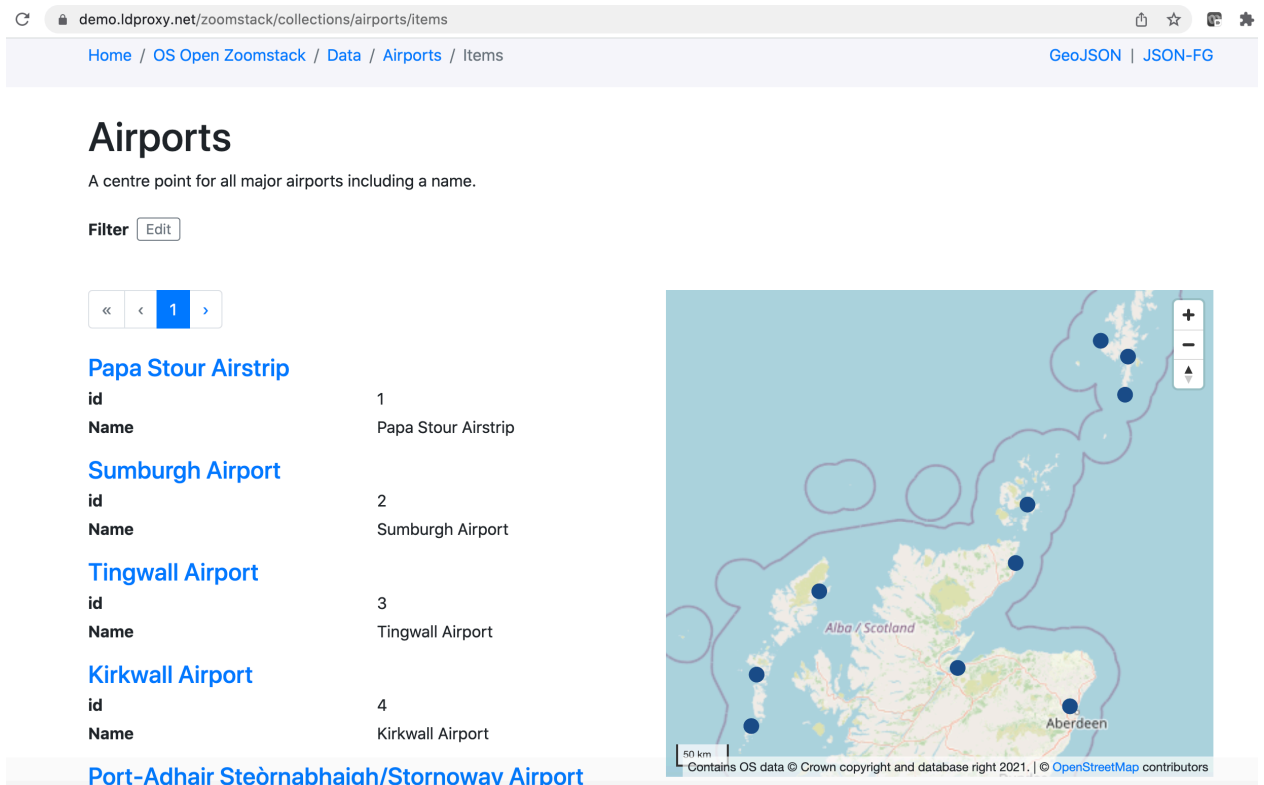 demo.ldproxy.net/zoomstack/collections/airports/items
Home / OS Open Zoomstack / Data / Airports / Items
GeoJSON | JSON-FG
Airports
A centre point for all major airports including a name.
Filter Edit
« ‹ 1 ›
Papa Stour Airstrip
id 1
Name Papa Stour Airstrip
Sumburgh Airport
id 2
Name Sumburgh Airport
Tingwall Airport
id 3
Name Tingwall Airport
Kirkwall Airport
id 4
Name Kirkwall Airport
Port-Adhair Steòrnabhaigh/Stornoway Airport
+
−
Alba / Scotland
Aberdeen
50 km
Contains OS data © Crown copyright and database right 2021. | © OpenStreetMap contributors